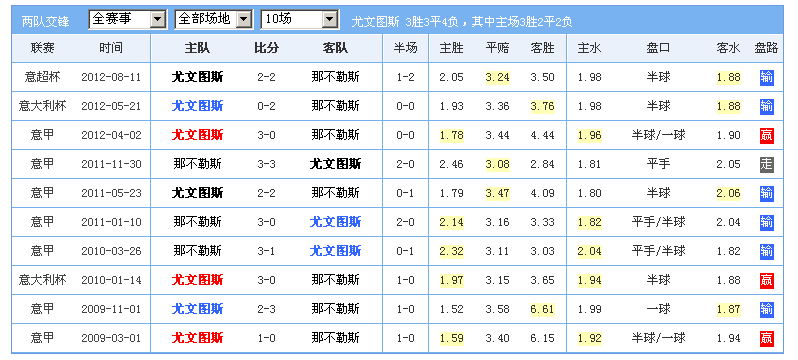 两队交锋 全赛事 全部场地 10场 尤文图斯 3胜3平4负，其中主场3胜2平2负
联赛 时间 主队 比分 客队 半场 主胜 平赔 客胜 主水 盘口 客水 盘路
意超杯 2012-08-11 尤文图斯 2-2 那不勒斯 1-2 2.05 3.24 3.50 1.98 半球 1.88 输
意大利杯 2012-05-21 尤文图斯 0-2 那不勒斯 0-0 1.93 3.36 3.76 1.98 半球 1.88 输
意甲 2012-04-02 尤文图斯 3-0 那不勒斯 0-0 1.78 3.44 4.44 1.96 半球/一球 1.90 赢
意甲 2011-11-30 那不勒斯 3-3 尤文图斯 2-0 2.46 3.08 2.84 1.81 平手 2.05 走
意甲 2011-05-23 尤文图斯 2-2 那不勒斯 0-1 1.79 3.47 4.09 1.80 半球 2.06 输
意甲 2011-01-10 那不勒斯 3-0 尤文图斯 2-0 2.14 3.16 3.33 1.82 平手/半球 2.04 输
意甲 2010-03-26 那不勒斯 3-1 尤文图斯 0-1 2.32 3.11 3.03 2.04 平手/半球 1.82 输
意大利杯 2010-01-14 尤文图斯 3-0 那不勒斯 1-0 1.97 3.15 3.65 1.94 半球 1.88 赢
意甲 2009-11-01 尤文图斯 2-3 那不勒斯 1-0 1.52 3.58 6.61 1.99 一球 1.87 输
意甲 2009-03-01 尤文图斯 1-0 那不勒斯 1-0 1.59 3.40 6.15 1.92 半球/一球 1.94 赢